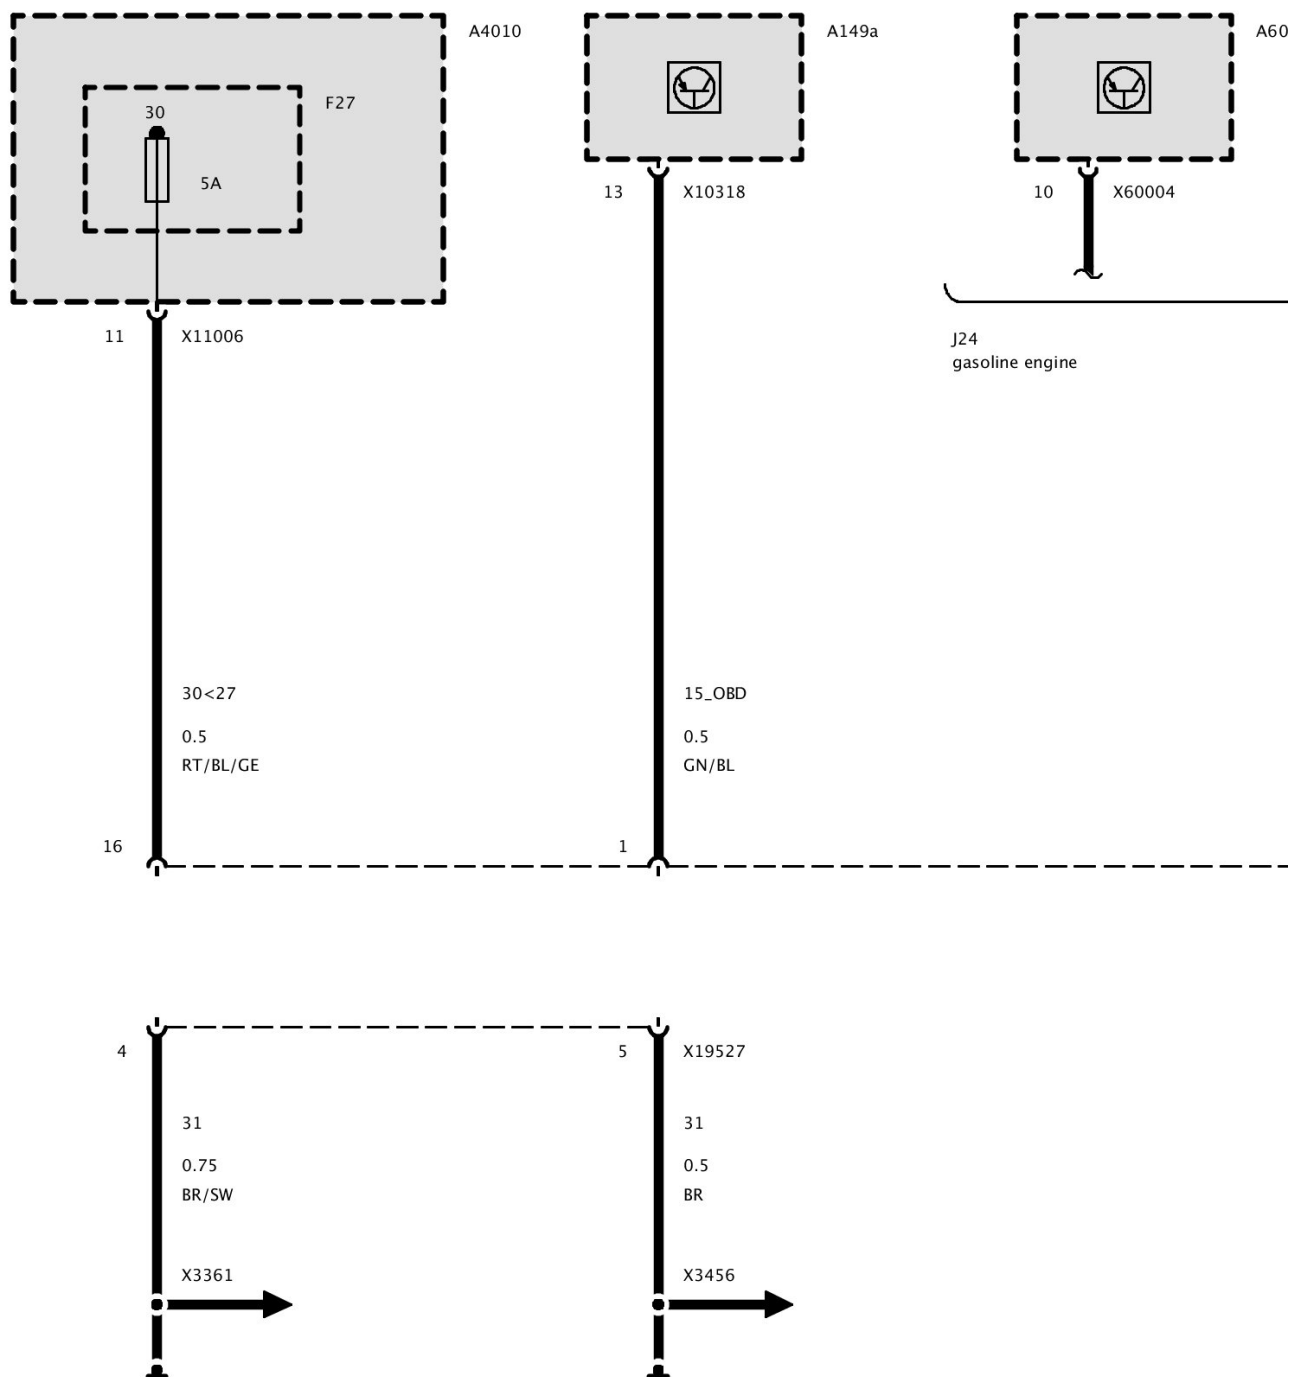 A4010
A149a
A60
F27
30
5A
13
X10318
10
X60004
11
X11006
J24
gasoline engine
30<27
15_OBD
0.5
0.5
RT/BL/GE
GN/BL
16
1
4
5
X19527
31
31
0.75
0.5
BR/SW
BR
X3361
X3456